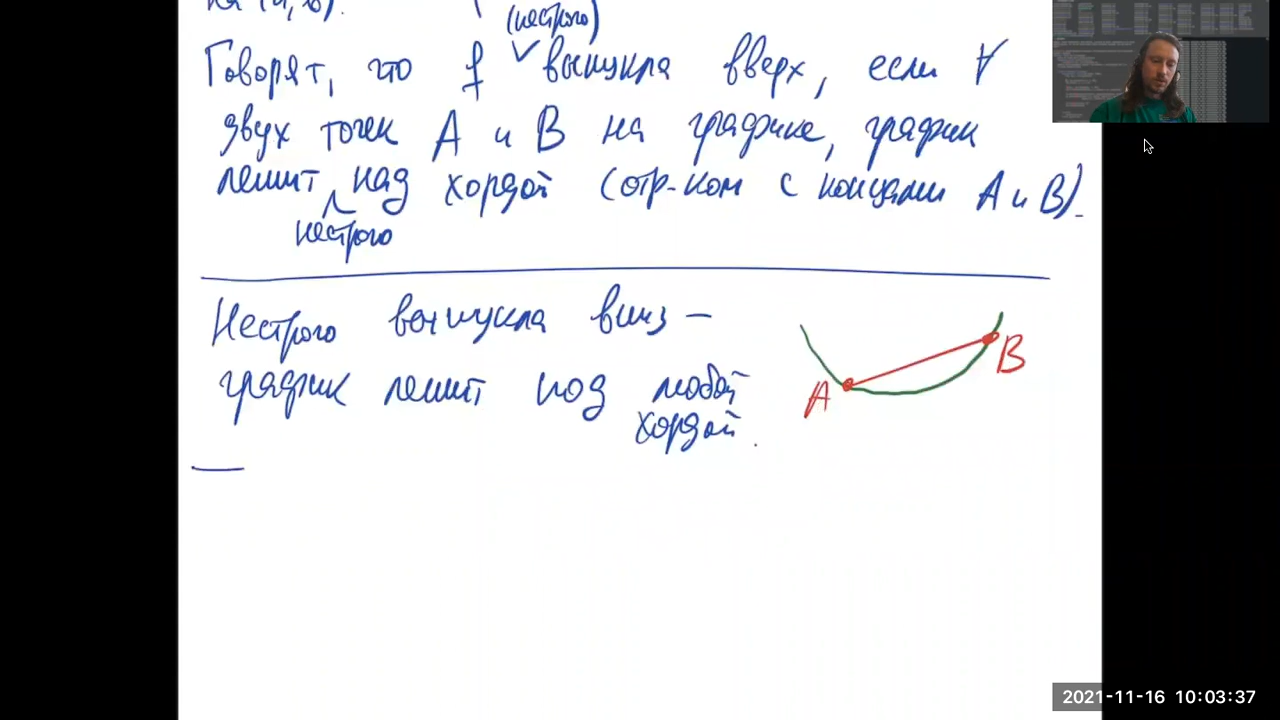 на (a, b).
(нестрого)
Говорят, что f выпукла вверх, если ∀
двух точек A и B на графике, график
лежит над хордой (отр-ком с концами A и B).
нестрого
Нестрого выпукла вниз –
график лежит под любой
хордой.
A
B
2021-11-16 10:03:37